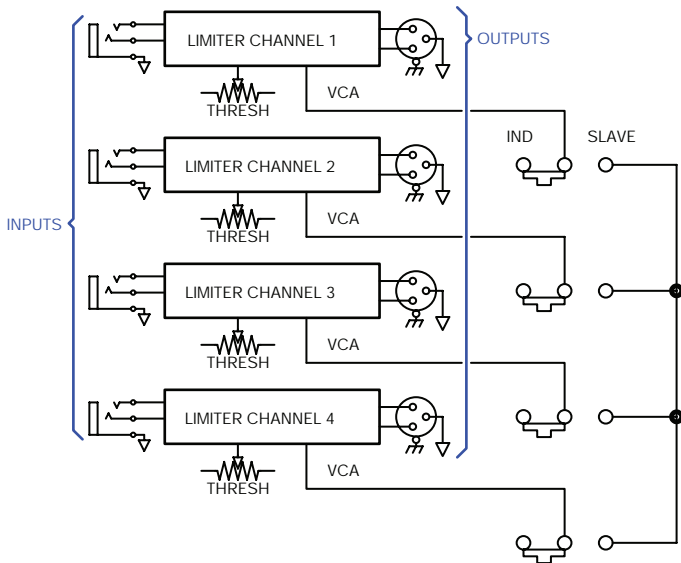 LIMITER CHANNEL 1
OUTPUTS
VCA
THRESH
IND
SLAVE
LIMITER CHANNEL 2
VCA
THRESH
INPUTS
LIMITER CHANNEL 3
VCA
THRESH
LIMITER CHANNEL 4
VCA
THRESH